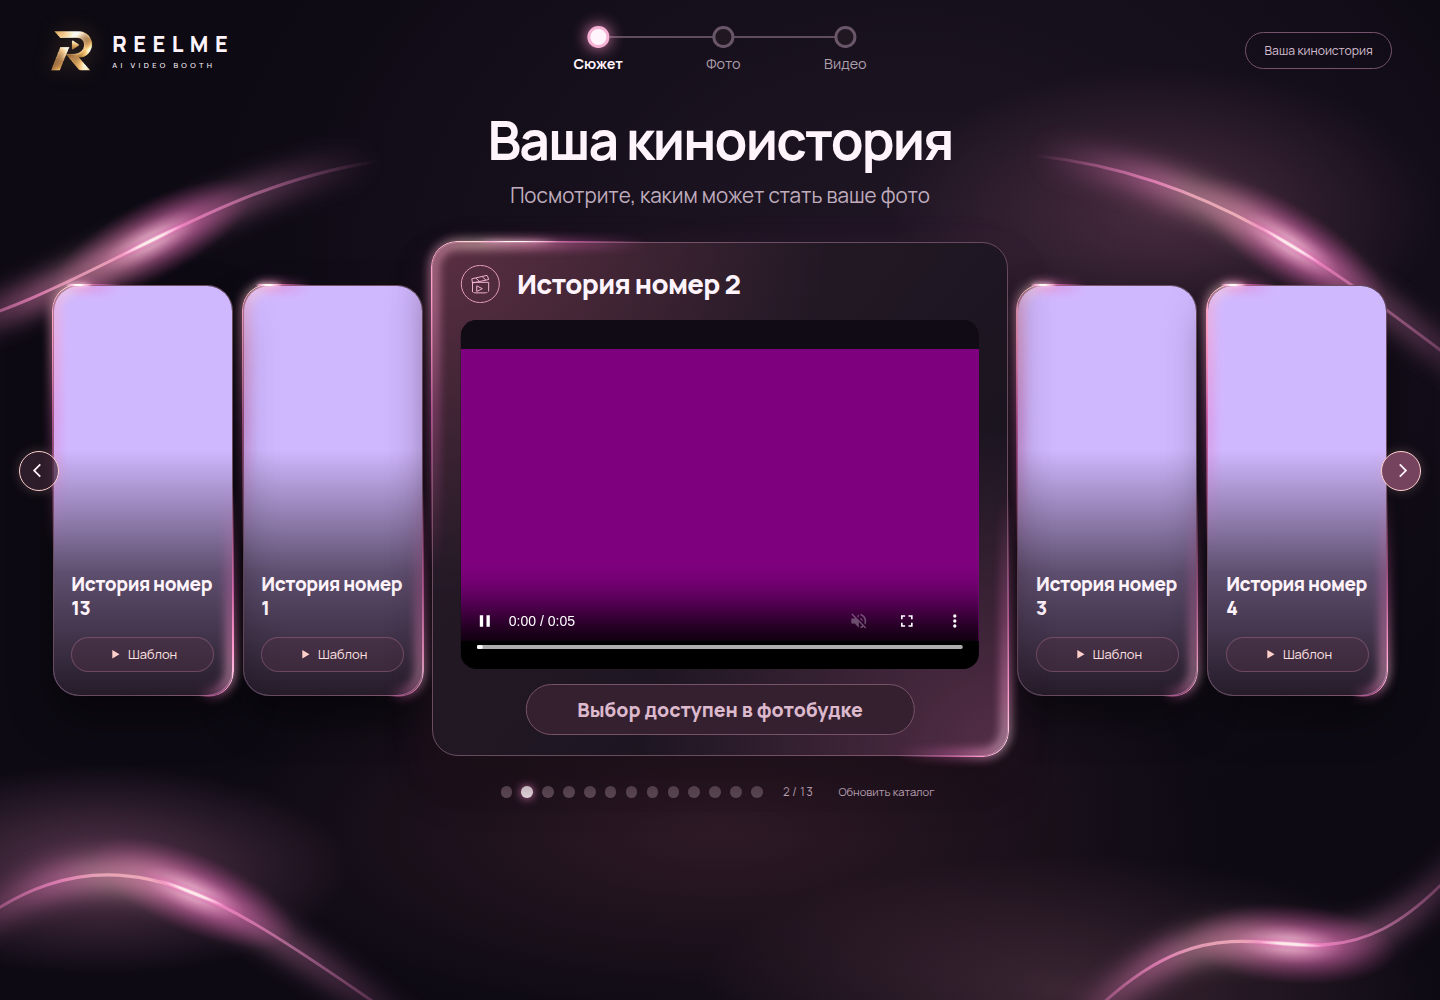 REELME
AI VIDEO BOOTH
Сюжет
Фото
Видео
Ваша киноистория
Ваша киноистория
Посмотрите, каким может стать ваше фото
История номер 2
0:00 / 0:05
История номер
13
Шаблон
История номер
1
Шаблон
История номер
3
Шаблон
История номер
4
Шаблон
Выбор доступен в фотобудке
2 / 13
Обновить каталог